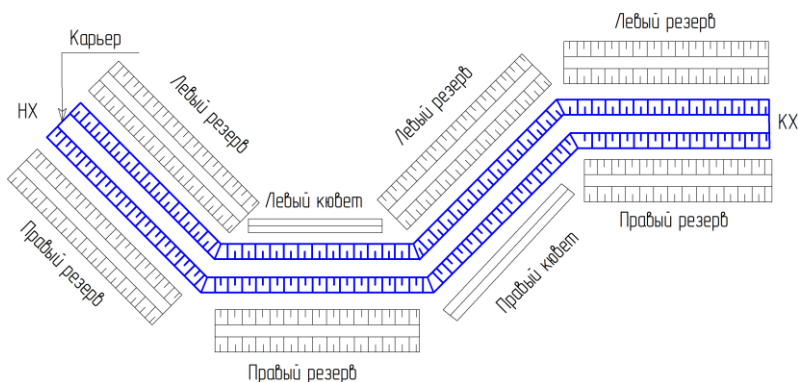 Левый резерв
Карьер
Левый резерв
Левый резерв
НХ
КХ
Левый кювет
Правый резерв
Правый кювет
Правый резерв
Правый резерв